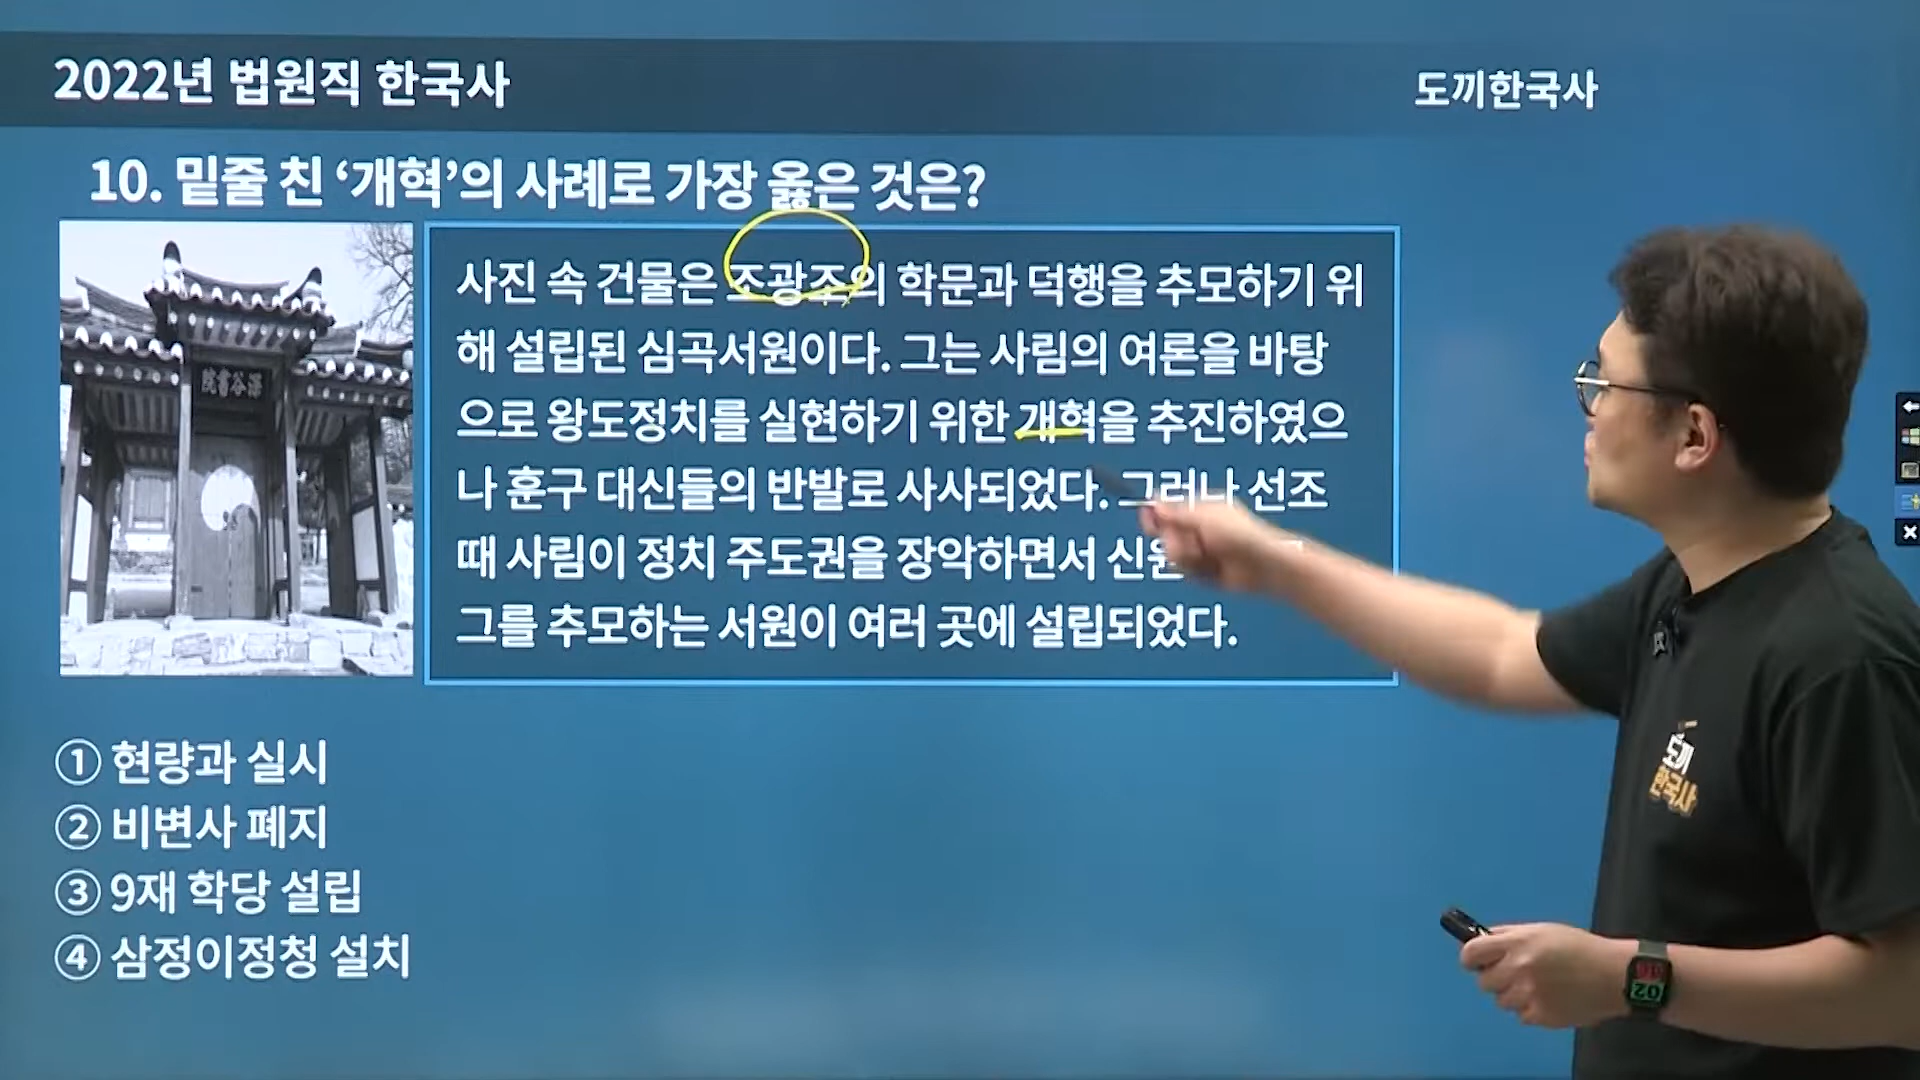 2022년 법원직 한국사
도끼한국사
10. 밑줄 친 ‘개혁’의 사례로 가장 옳은 것은?
사진 속 건물은 조광조의 학문과 덕행을 추모하기 위
해 설립된 심곡서원이다. 그는 사림의 여론을 바탕
으로 왕도정치를 실현하기 위한 개혁을 추진하였으
나 훈구 대신들의 반발로 사사되었다. 그러나 선조
때 사림이 정치 주도권을 장악하면서
그를 추모하는 서원이 여러 곳에 설립되었다.
院書谷深
① 현량과 실시
② 비변사 폐지
③ 9재 학당 설립
④ 삼정이정청 설치
도끼
한국사